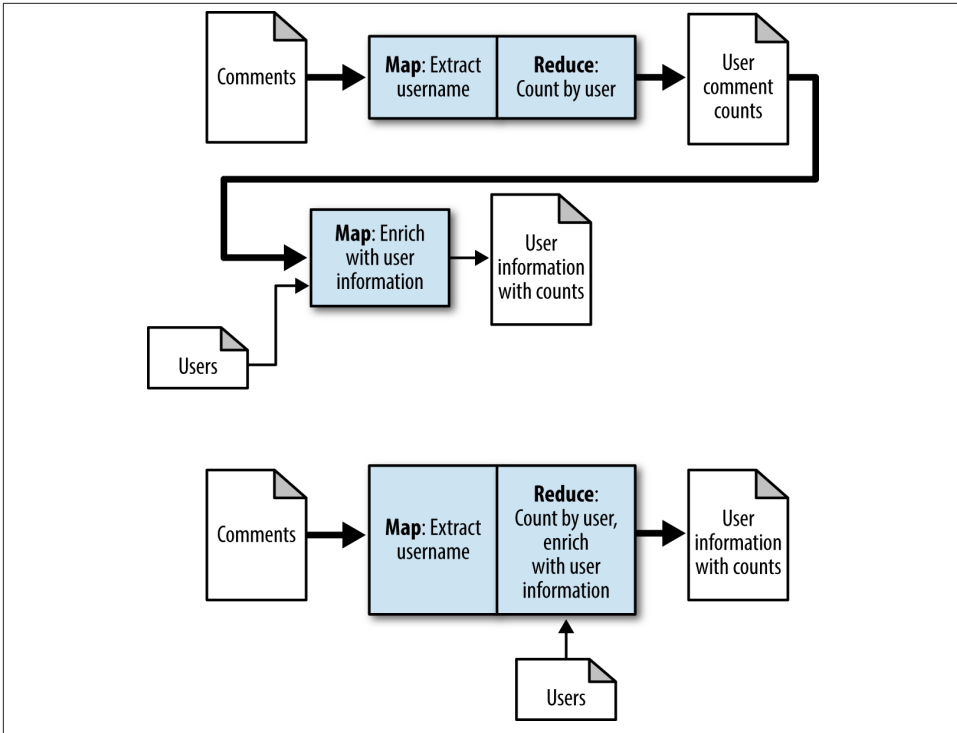 Comments
Map: Extract
username
Reduce:
Count by user
User
comment
counts
Map: Enrich
with user
information
User
information
with counts
Users
Comments
Map: Extract
username
Reduce:
Count by user,
enrich
with user
information
User
information
with counts
Users